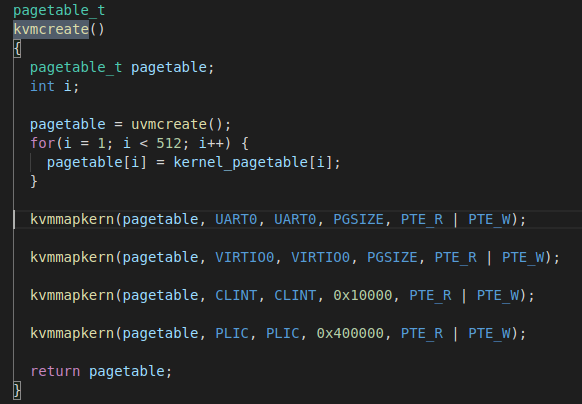 pagetable_t
kvmcreate()
{
  pagetable_t pagetable;
  int i;

  pagetable = uvmcreate();
  for(i = 1; i < 512; i++) {
    pagetable[i] = kernel_pagetable[i];
  }

  kvmmapkern(pagetable, UART0, UART0, PGSIZE, PTE_R | PTE_W);

  kvmmapkern(pagetable, VIRTIO0, VIRTIO0, PGSIZE, PTE_R | PTE_W);

  kvmmapkern(pagetable, CLINT, CLINT, 0x10000, PTE_R | PTE_W);

  kvmmapkern(pagetable, PLIC, PLIC, 0x400000, PTE_R | PTE_W);

  return pagetable;
}